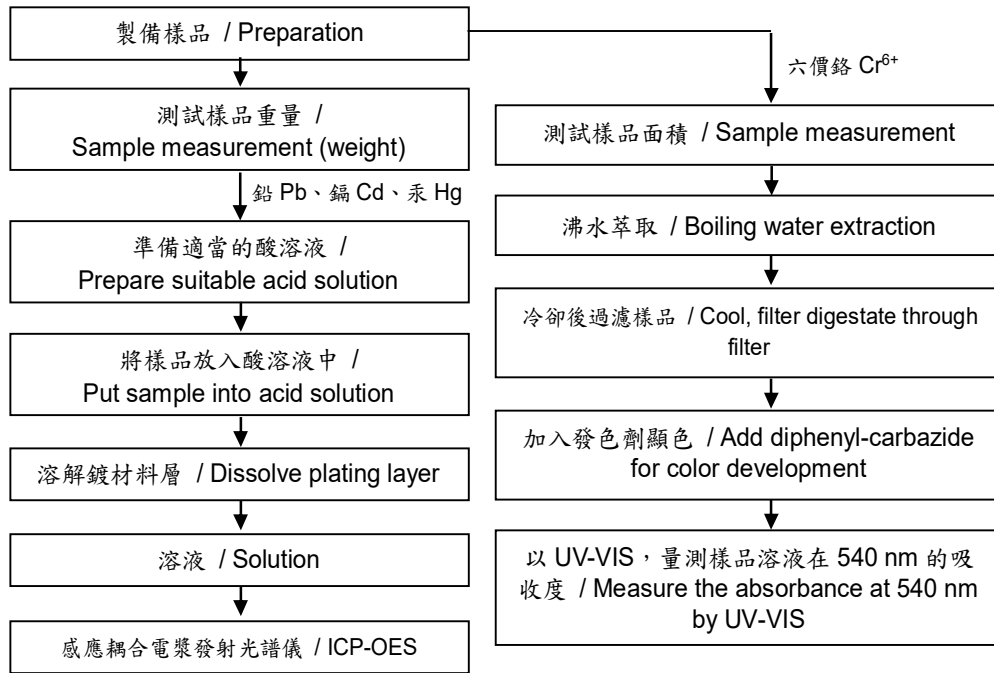 製備樣品 / Preparation
測試樣品重量 /
Sample measurement (weight)
鉛 Pb、鎘 Cd、汞 Hg
準備適當的酸溶液 /
Prepare suitable acid solution
將樣品放入酸溶液中 /
Put sample into acid solution
溶解鍍材料層 / Dissolve plating layer
溶液 / Solution
感應耦合電漿發射光譜儀 / ICP-OES
六價鉻 Cr⁶⁺
測試樣品面積 / Sample measurement
沸水萃取 / Boiling water extraction
冷卻後過濾樣品 / Cool, filter digestate through
filter
加入發色劑顯色 / Add diphenyl-carbazide
for color development
以 UV-VIS，量測樣品溶液在 540 nm 的吸
收度 / Measure the absorbance at 540 nm
by UV-VIS